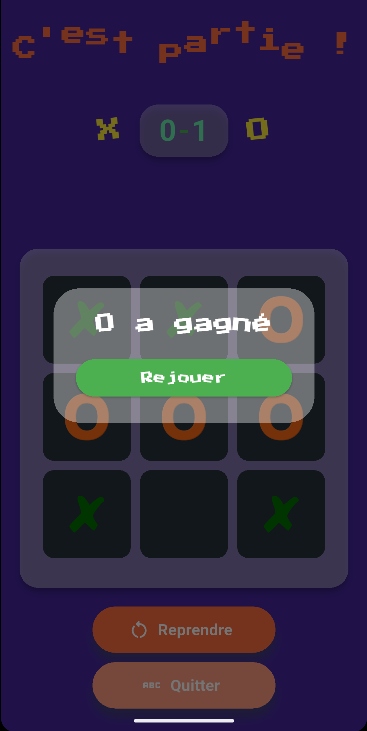 C'est partie !
X 0-1 O
X X O
O a gagné
Rejouer
O O O
X X
Reprendre
ABC Quitter